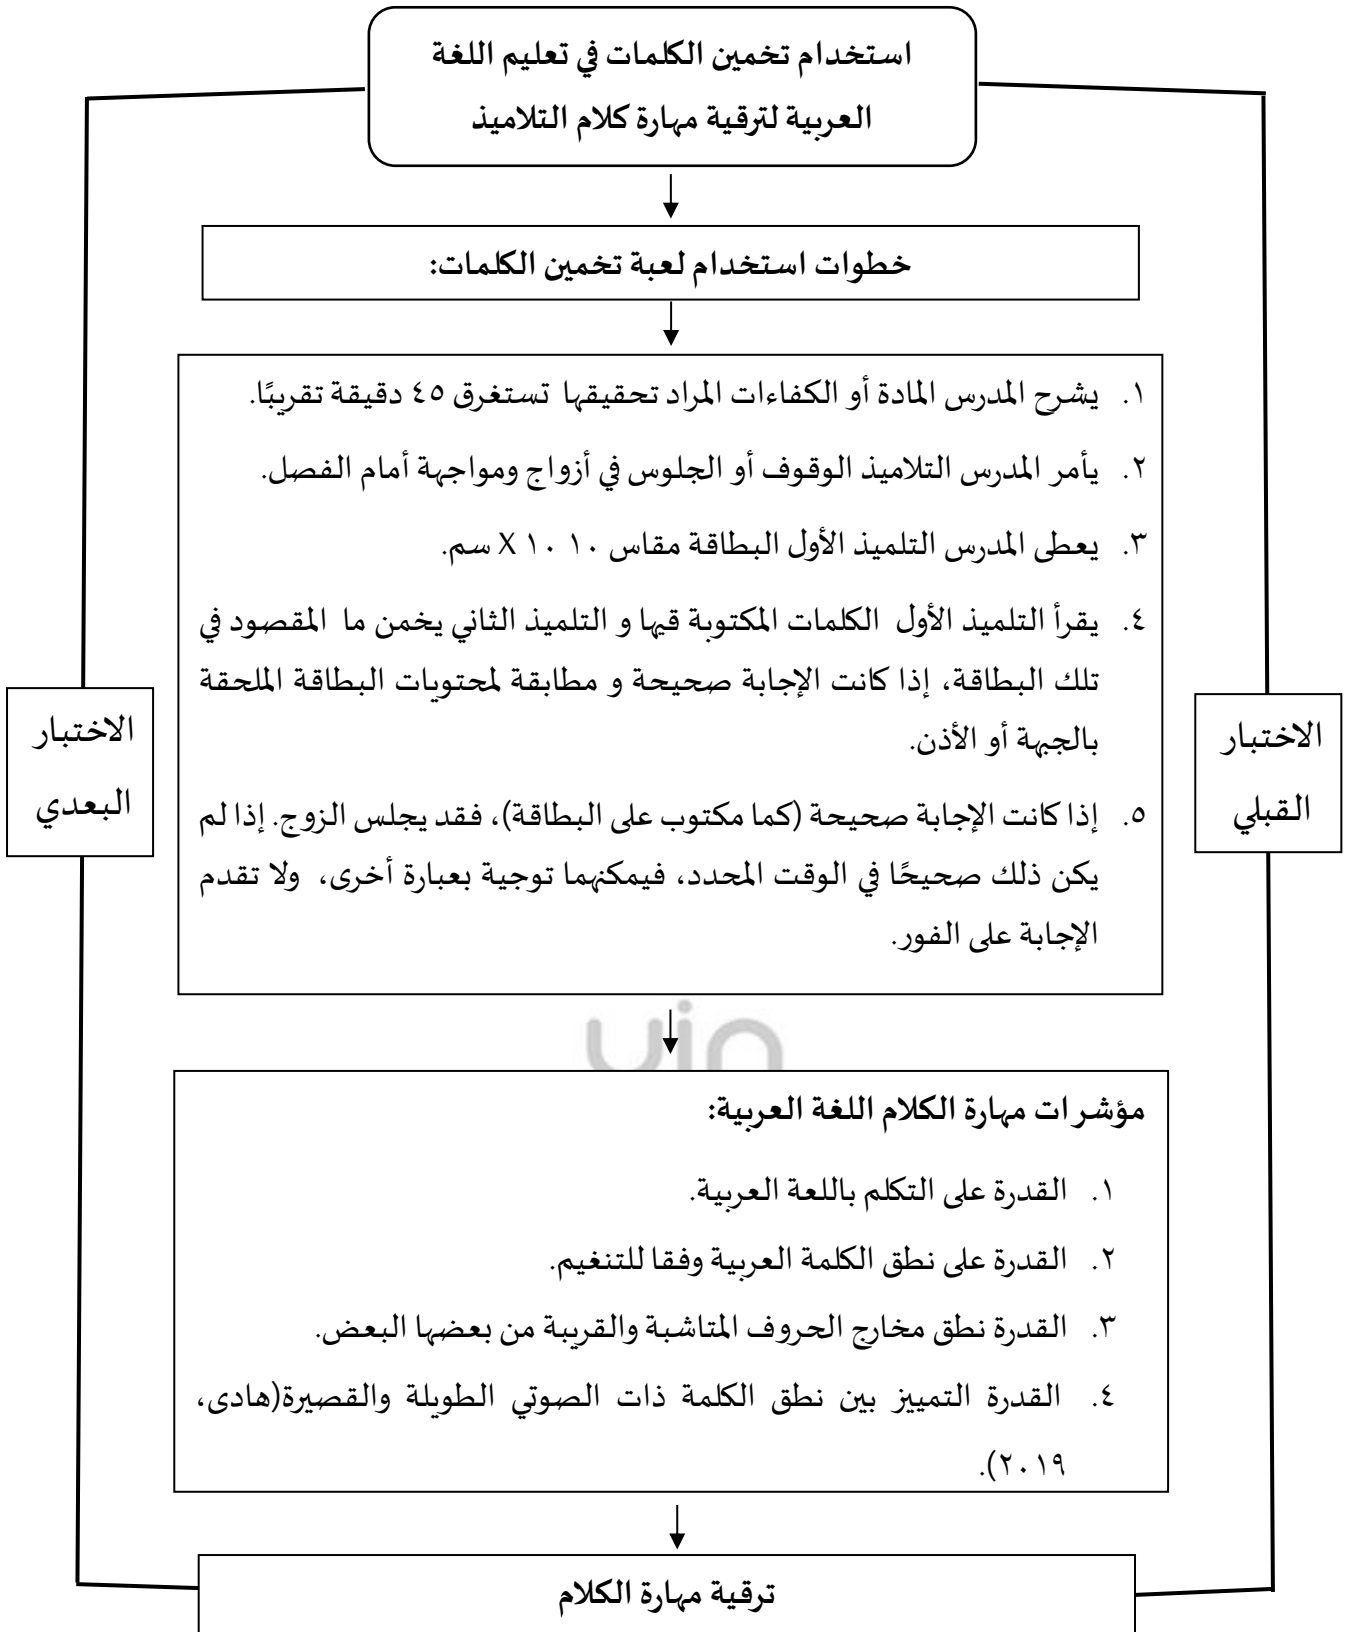 استخدام تخمين الكلمات في تعليم اللغة
العربية لترقية مهارة كلام التلاميذ
خطوات استخدام لعبة تخمين الكلمات:
١. يشرح المدرس المادة أو الكفاءات المراد تحقيقها تستغرق ٤٥ دقيقة تقريبًا.
٢. يأمر المدرس التلاميذ الوقوف أو الجلوس في أزواج ومواجهة أمام الفصل.
٣. يعطى المدرس التلميذ الأول البطاقة مقاس ١٠ X ١٠ سم.
٤. يقرأ التلميذ الأول الكلمات المكتوبة قيها و التلميذ الثاني يخمن ما المقصود في
تلك البطاقة، إذا كانت الإجابة صحيحة و مطابقة لمحتويات البطاقة الملحقة
بالجبهة أو الأذن.
٥. إذا كانت الإجابة صحيحة (كما مكتوب على البطاقة)، فقد يجلس الزوج. إذا لم
يكن ذلك صحيحًا في الوقت المحدد، فيمكنهما توجية بعبارة أخرى، ولا تقدم
الإجابة على الفور.
الاختبار
القبلي
الاختبار
البعدي
uin
مؤشرات مهارة الكلام اللغة العربية:
١. القدرة على التكلم باللعة العربية.
٢. القدرة على نطق الكلمة العربية وفقا للتنغيم.
٣. القدرة نطق مخارج الحروف المتاشبة والقريبة من بعضها البعض.
٤. القدرة التمييز بين نطق الكلمة ذات الصوتي الطويلة والقصيرة(هادى،
٢٠١٩).
ترقية مهارة الكلام